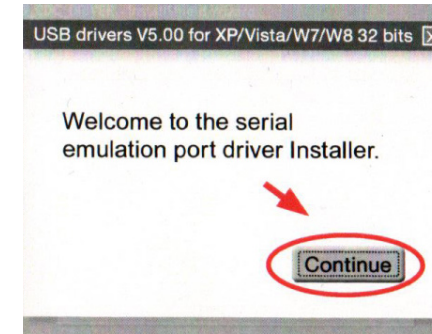 USB drivers V5.00 for XP/Vista/W7/W8 32 bits
Welcome to the serial
emulation port driver Installer.
Continue